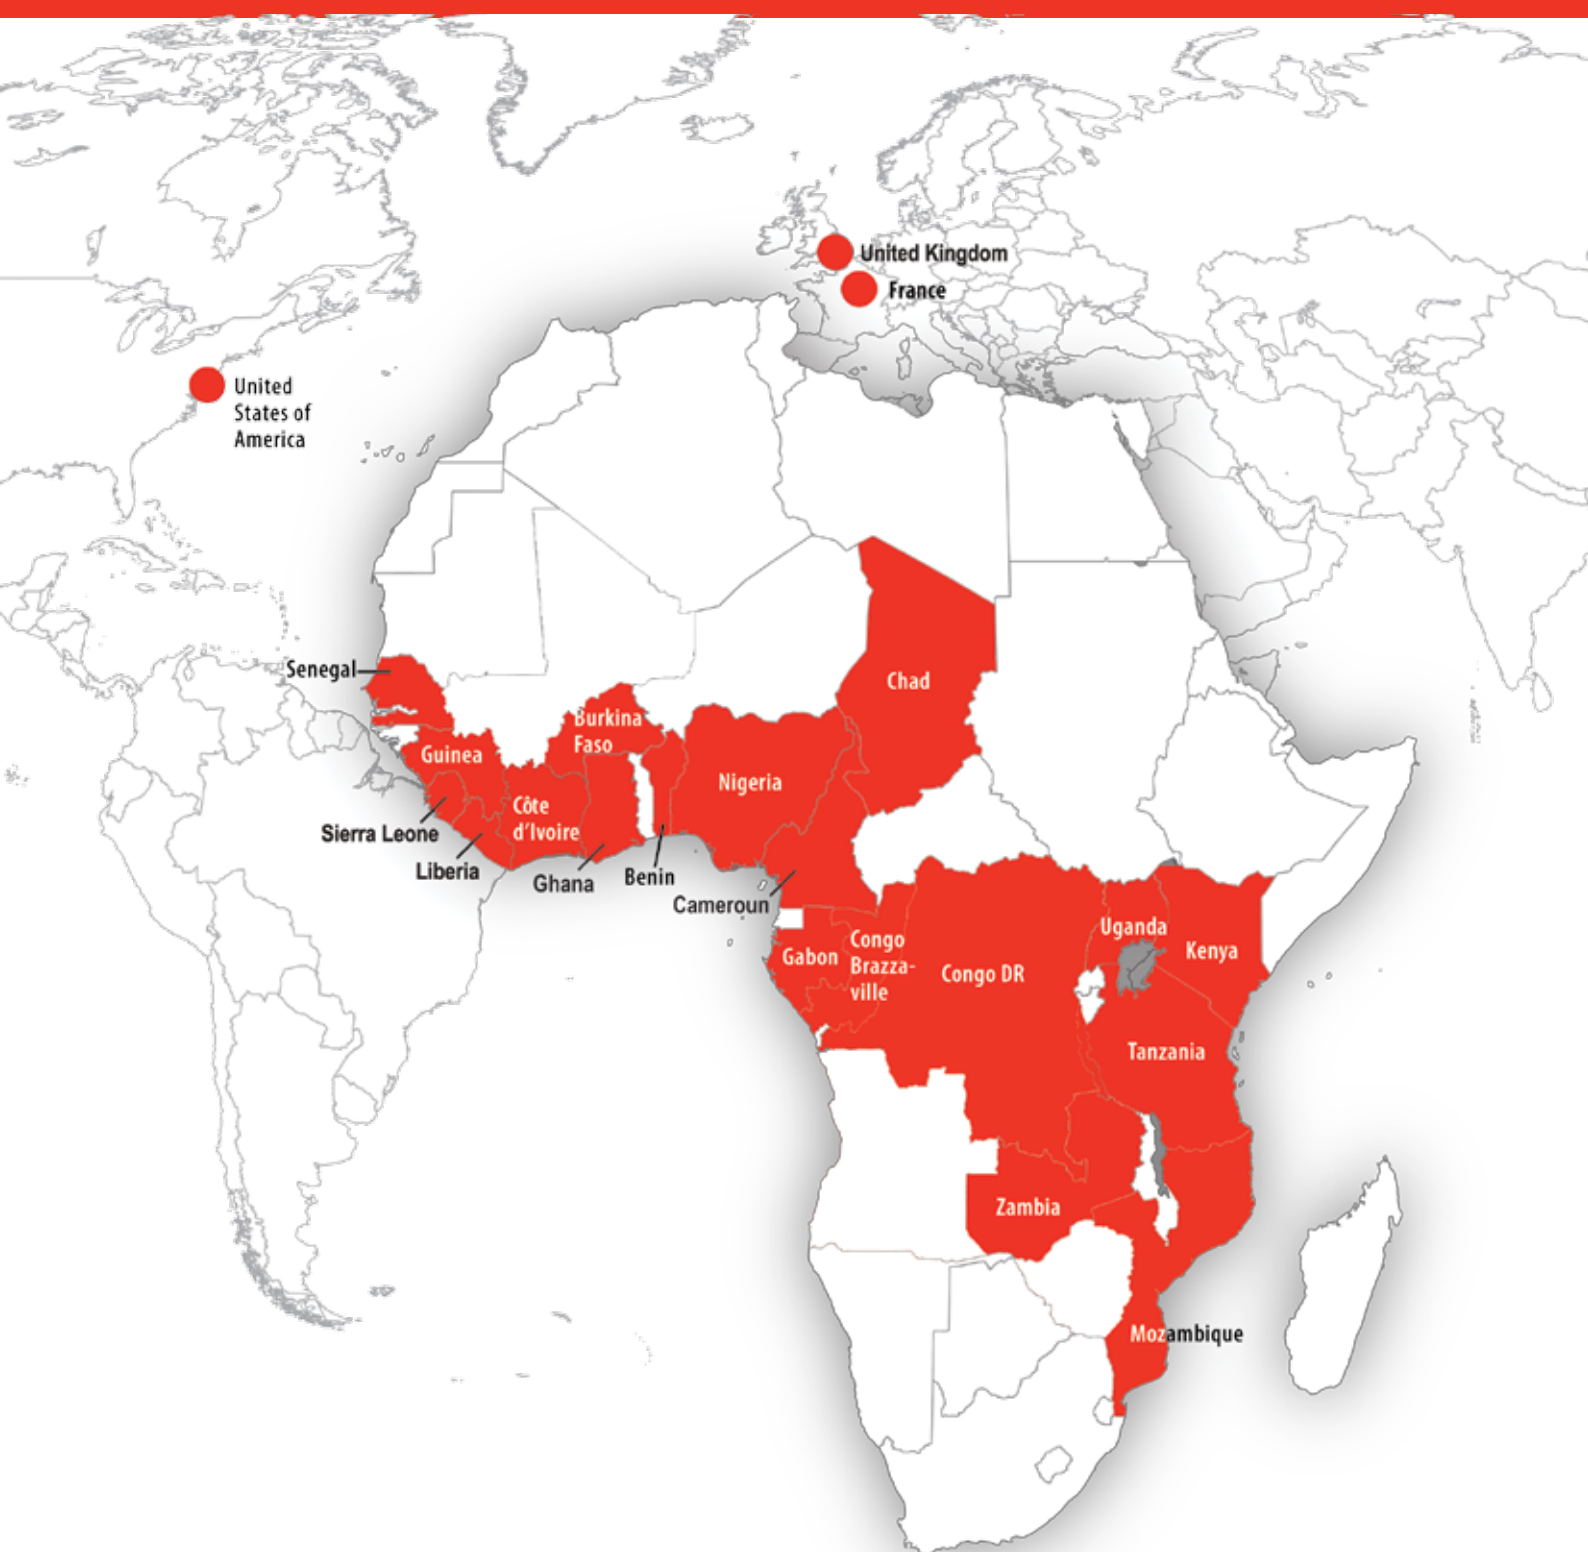 United Kingdom
France
United
States of
America
Senegal
Chad
Burkina
Faso
Guinea
Nigeria
Côte
d'Ivoire
Sierra Leone
Liberia
Ghana
Benin
Cameroun
Uganda
Kenya
Congo
Brazza-
ville
Gabon
Congo DR
Tanzania
Zambia
Mozambique